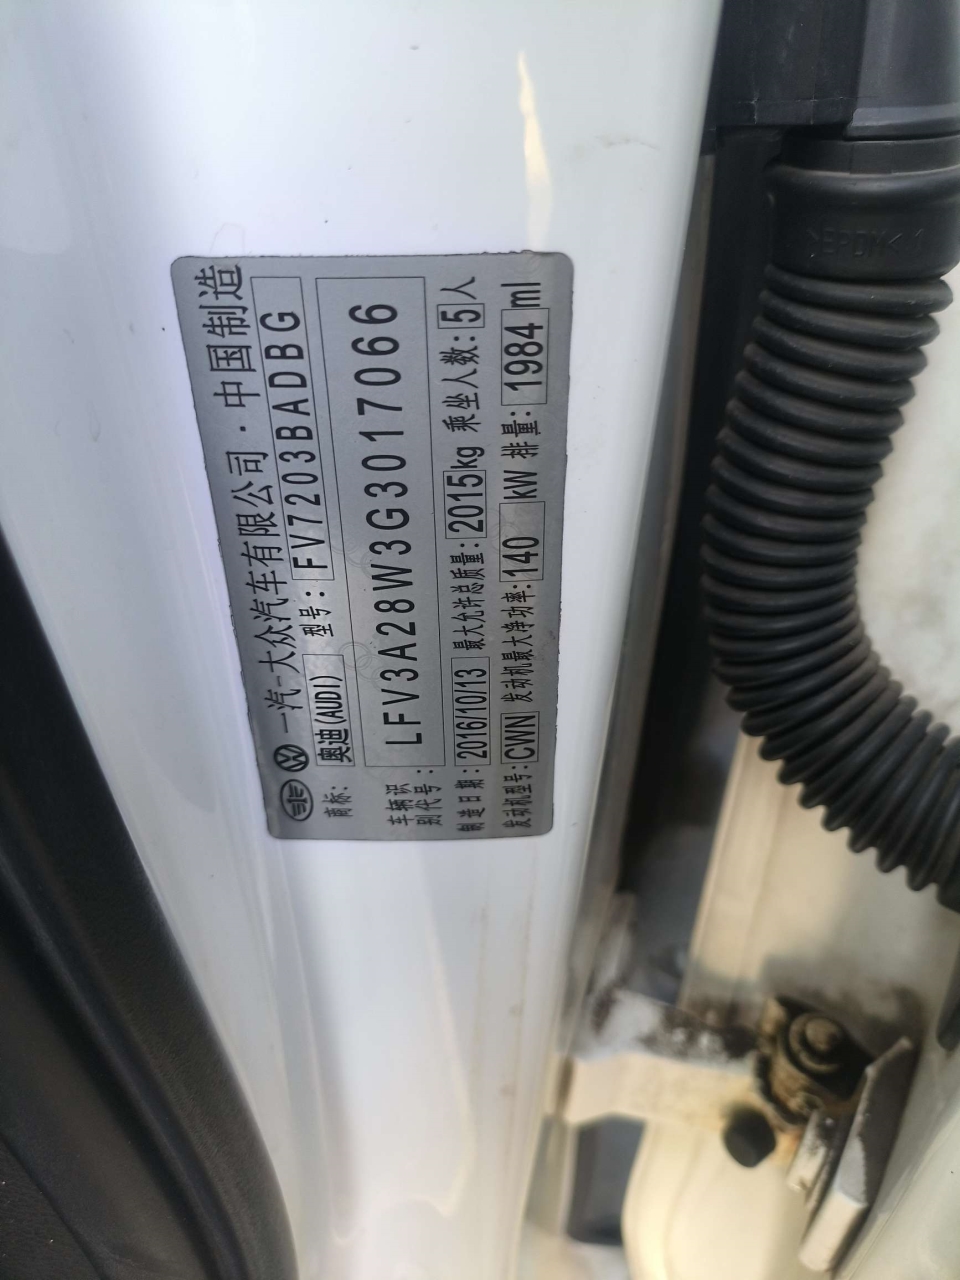 一汽-大众汽车有限公司·中国制造
商标: 奥迪(AUDI) 型号: FV7203BADBG
车辆识别代号: LFV3A28W3G3017066
制造日期: 2016/10/13 最大允许总质量: 2015kg 乘坐人数: 5人
发动机型号: CWN 发动机最大净功率: 140 kW 排量: 1984 ml
>EPDM<